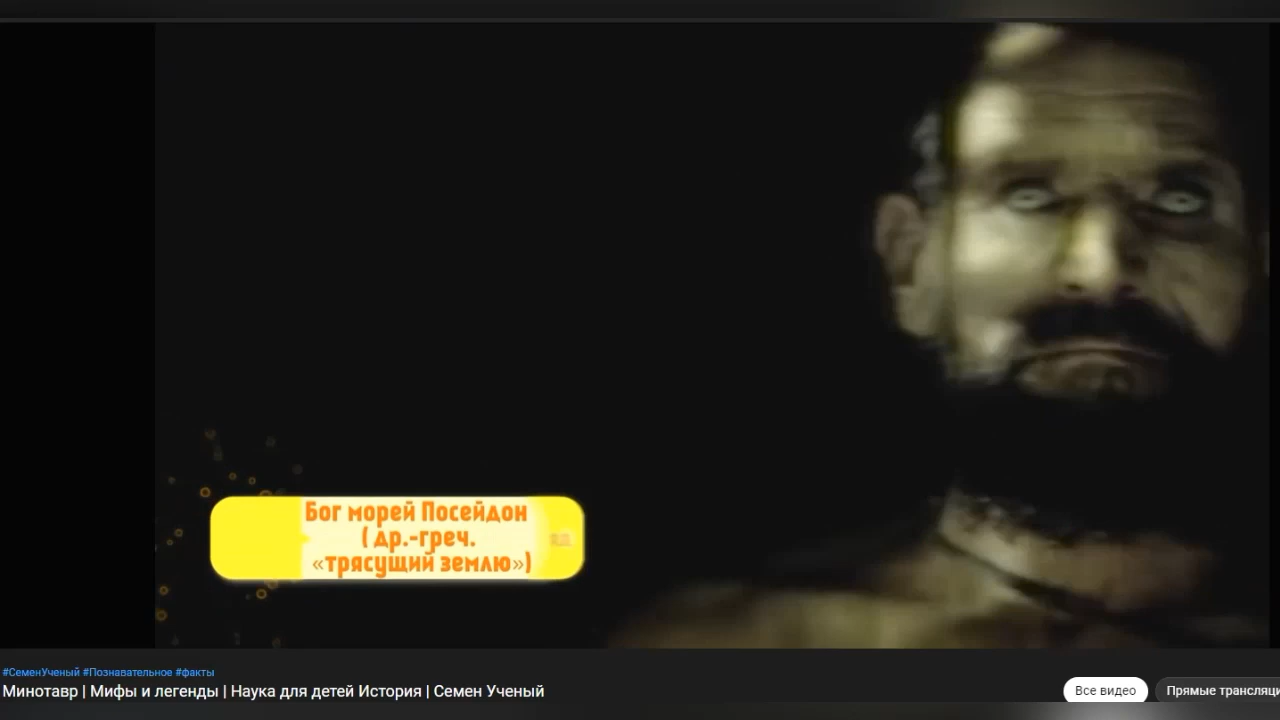 Бог морей Посейдон
( др.-греч.
«трясущий землю»)
#СеменУченый #Познавательное #факты
Минотавр | Мифы и легенды | Наука для детей История | Семен Ученый
Все видео
Прямые трансляци